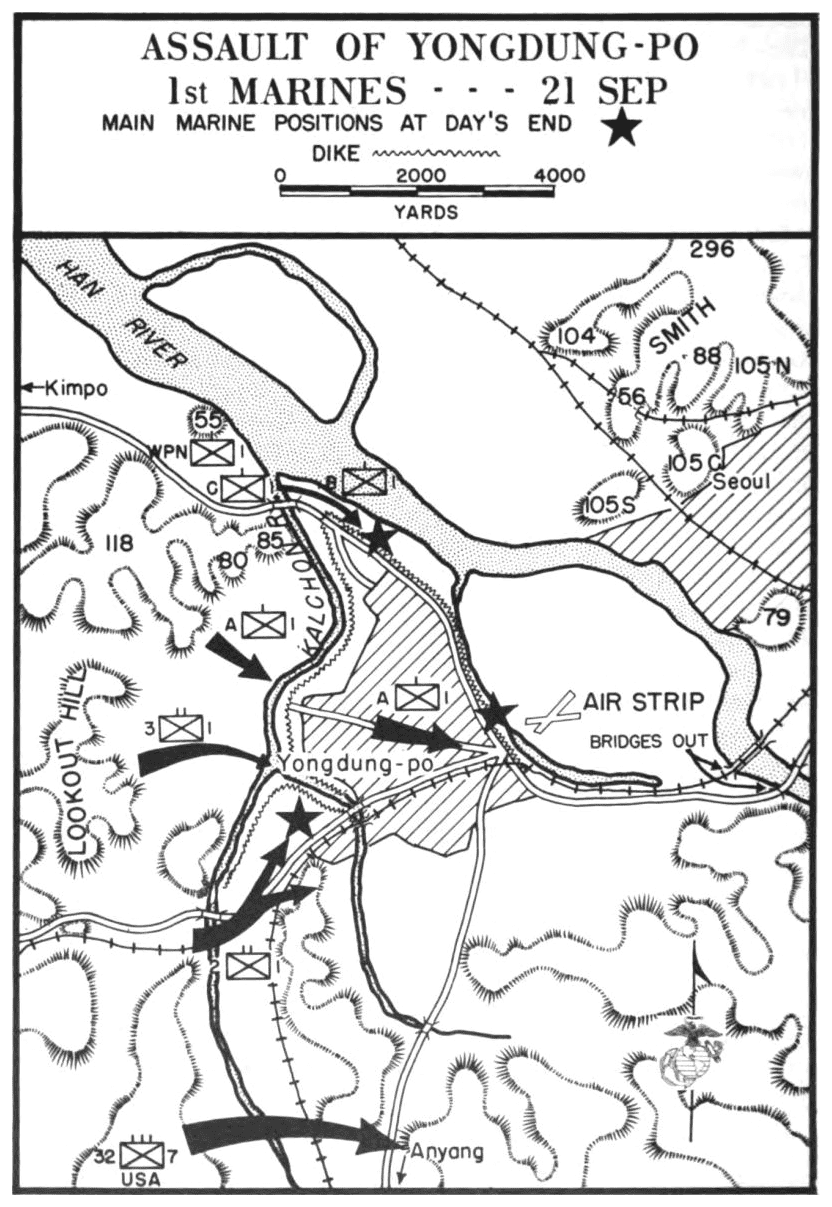 ASSAULT OF YONGDUNG-PO
1st MARINES - - - 21 SEP
MAIN MARINE POSITIONS AT DAY'S END
DIKE
0 2000 4000
YARDS
HAN RIVER
296
104
SMITH
88
105 N
56
Kimpo
55
WPN 1
C 1
B 1
105 C
Seoul
105 S
KALCHON R
118
85
80
79
A 1
LOOKOUT HILL
3 1
A 1
AIR STRIP
BRIDGES OUT
Yongdung-po
2 1
32 7
USA
Anyang